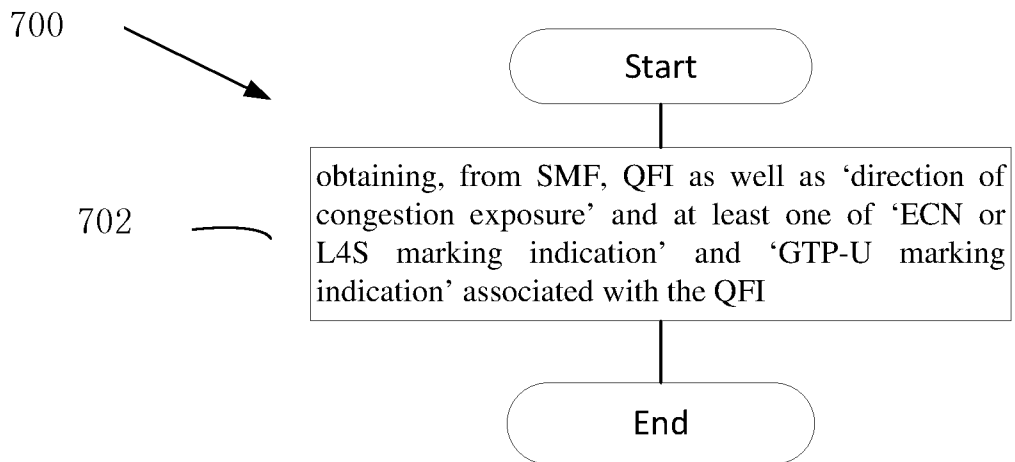 700
Start
obtaining, from SMF, QFI as well as ‘direction of
congestion exposure’ and at least one of ‘ECN or
702
L4S marking indication’ and ‘GTP-U marking
indication’ associated with the QFI
End